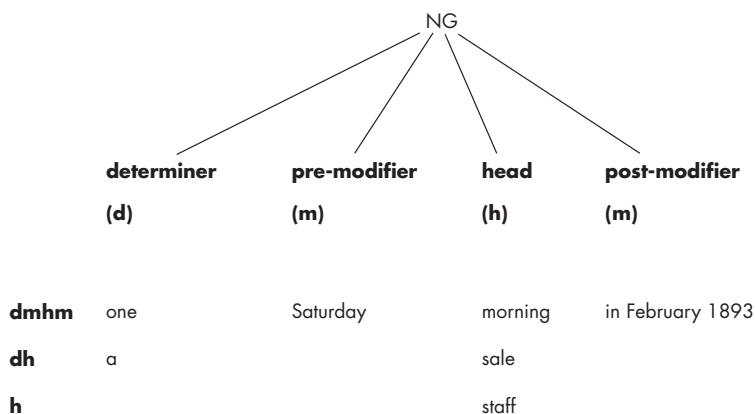 NG
determiner pre-modifier head post-modifier
(d) (m) (h) (m)
dmhm one Saturday morning in February 1893
dh a sale
h staff